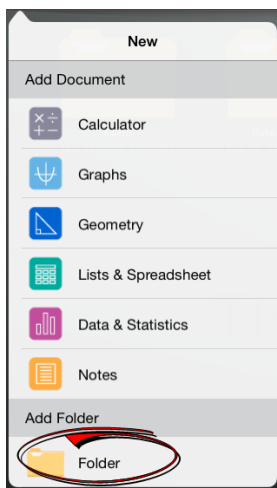 New
Add Document
Calculator
Graphs
Geometry
Lists & Spreadsheet
Data & Statistics
Notes
Add Folder
Folder